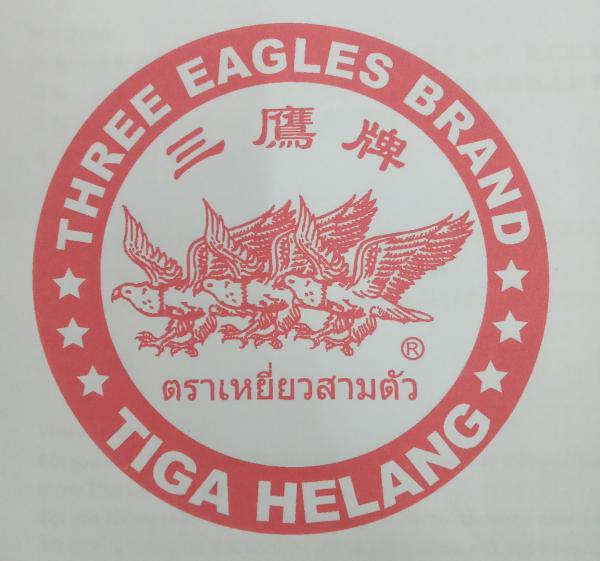 THREE EAGLES BRAND
三鷹牌
®
ตราเหยี่ยวสามตัว
TIGA HELANG